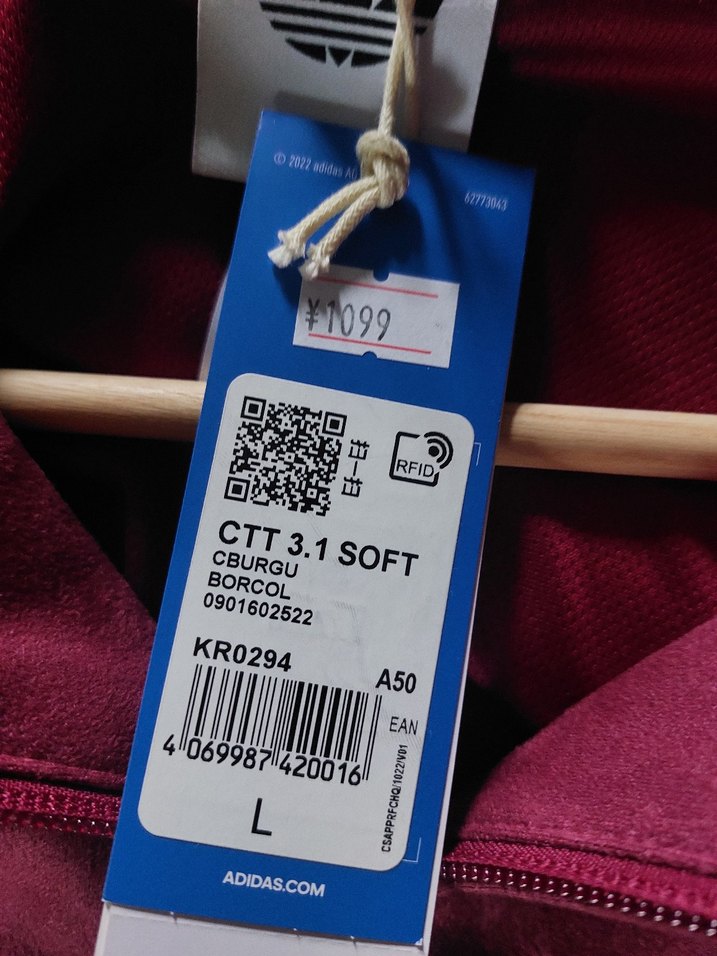 © 2022 adidas AG
62773043
¥1099
RFID
CTT 3.1 SOFT
CBURGU
BORCOL
0901602522
KR0294
A50
EAN
4 069987 420016
CSAPPRFCHQ/1022/V01
L
ADIDAS.COM